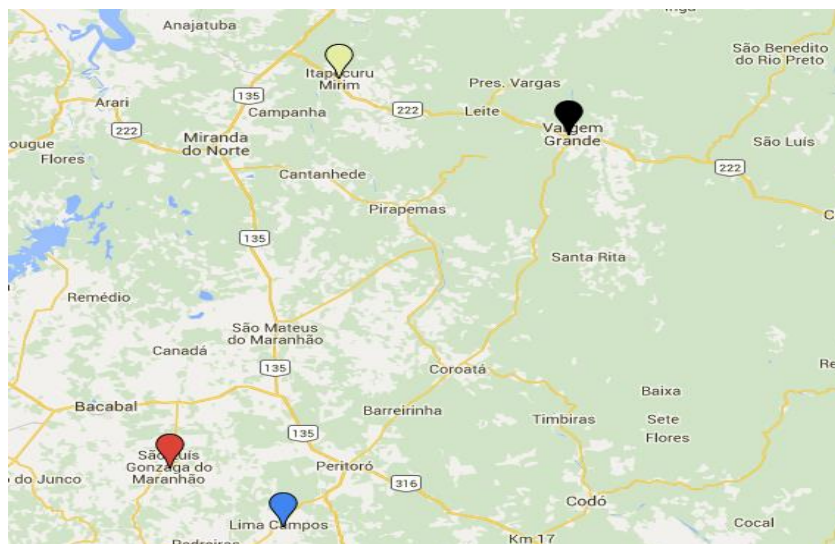 Anajatuba
São Benedito
do Rio Preto
Itapecuru
Mirim
Pres. Vargas
135
Arari
Campanha
222
Leite
222
Miranda
do Norte
Vargem
Grande
São Luís
Flores
222
Cantanhede
Pirapemas
135
Santa Rita
Remédio
São Mateus
do Maranhão
Canadá
135
Coroatá
Baixa
Bacabal
Barreirinha
Timbiras
Sete
Flores
135
São Luís
Gonzaga do
Maranhão
Peritoró
do Junco
316
Codó
Lima Campos
Cocal
Km 17